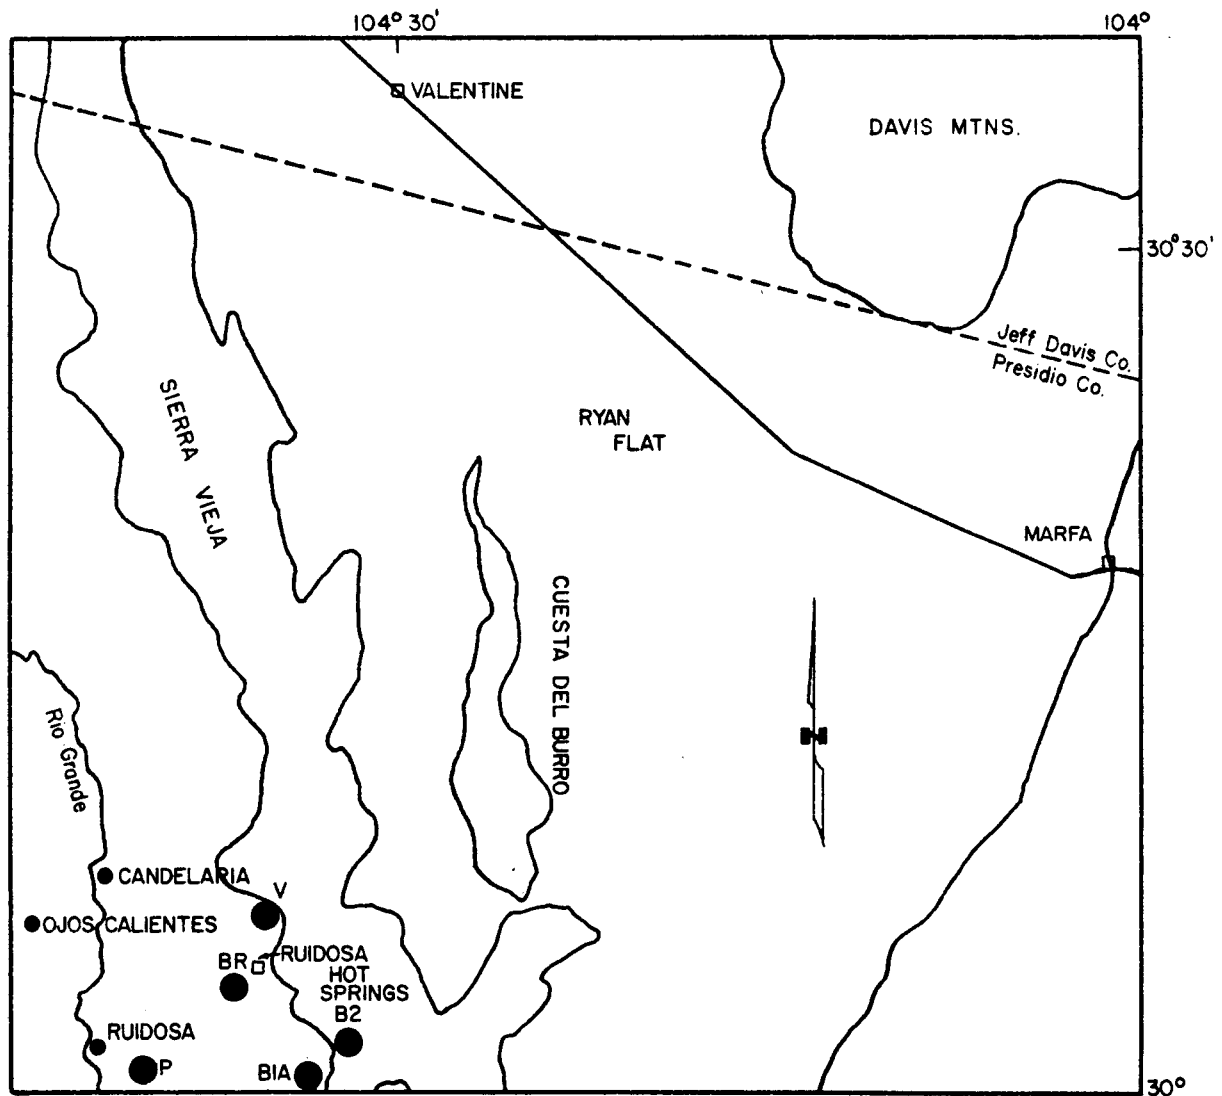 104° 30'
104°
VALENTINE
DAVIS MTNS.
30° 30'
Jeff Davis Co.
Presidio Co.
SIERRA VIEJA
RYAN
FLAT
MARFA
CUESTA DEL BURRO
Rio Grande
CANDELARIA
V
OJOS CALIENTES
BR
RUIDOSA
HOT
SPRINGS
B2
RUIDOSA
P
BIA
30°